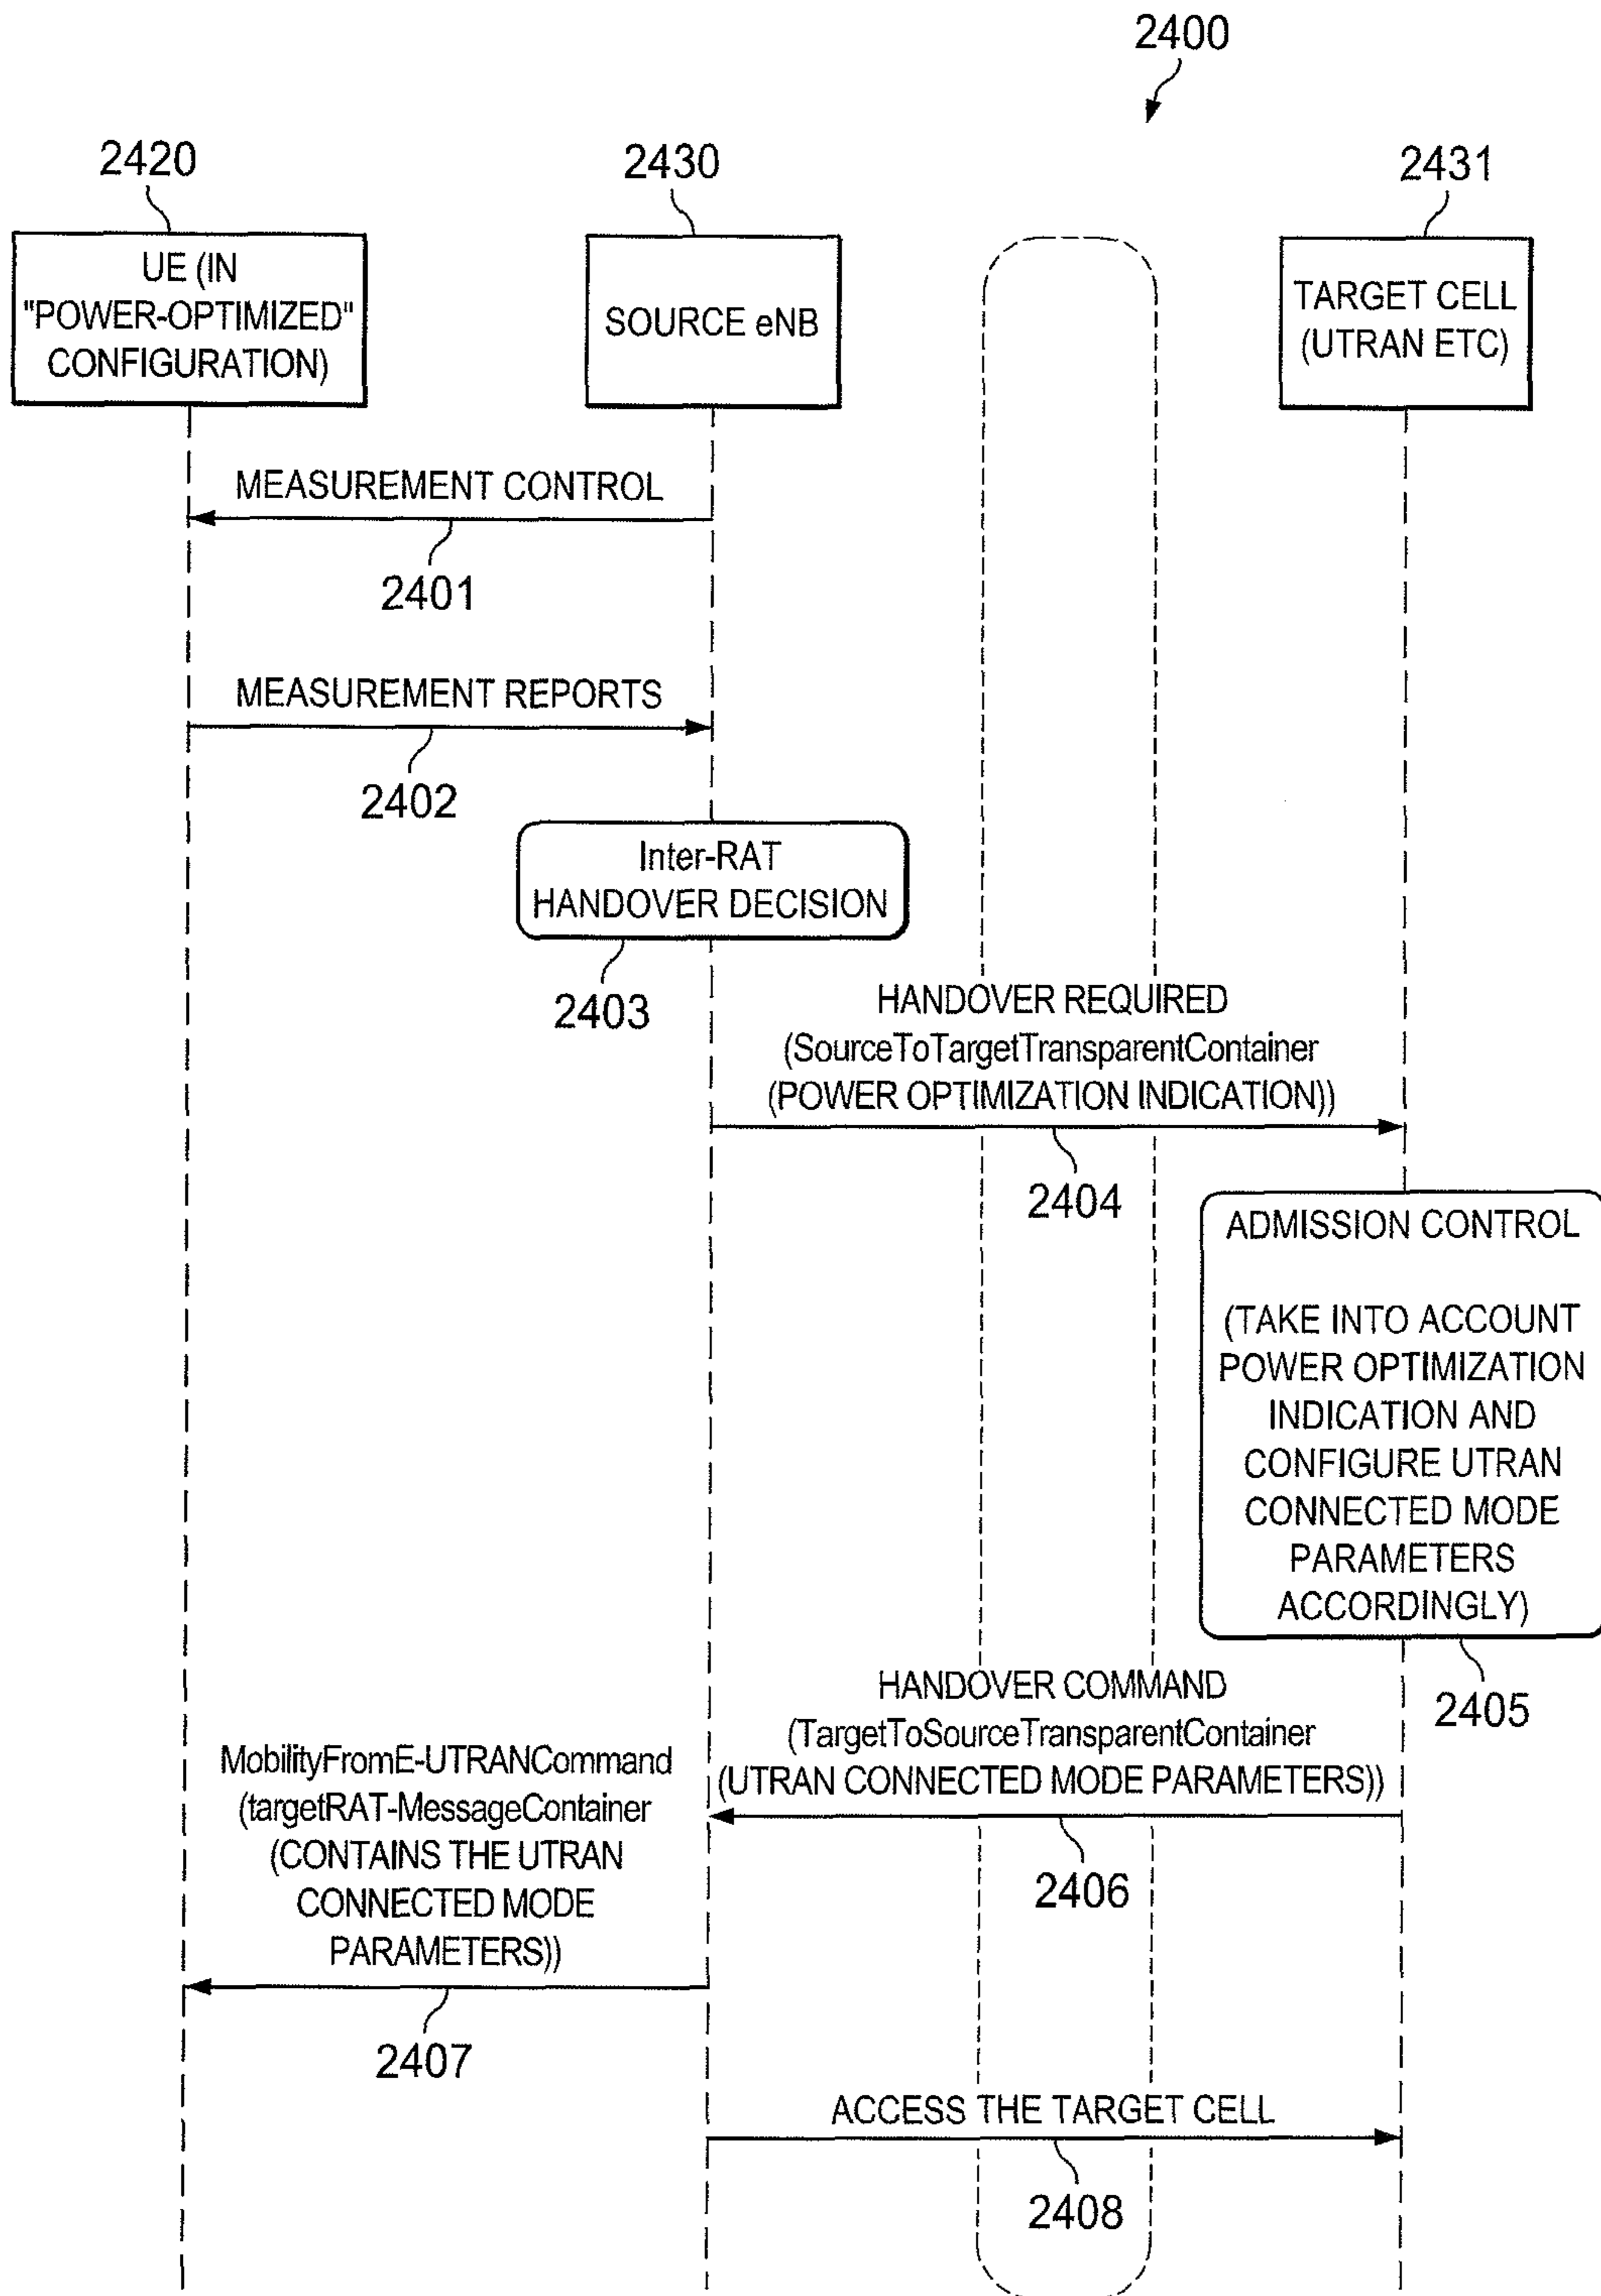 2400
2420
2430
2431
UE (IN
"POWER-OPTIMIZED"
CONFIGURATION)
SOURCE eNB
TARGET CELL
(UTRAN ETC)
MEASUREMENT CONTROL
2401
MEASUREMENT REPORTS
2402
Inter-RAT
HANDOVER DECISION
2403
HANDOVER REQUIRED
(SourceToTargetTransparentContainer
(POWER OPTIMIZATION INDICATION))
2404
ADMISSION CONTROL
(TAKE INTO ACCOUNT
POWER OPTIMIZATION
INDICATION AND
CONFIGURE UTRAN
CONNECTED MODE
PARAMETERS
ACCORDINGLY)
2405
HANDOVER COMMAND
(TargetToSourceTransparentContainer
(UTRAN CONNECTED MODE PARAMETERS))
2406
MobilityFromE-UTRANCommand
(targetRAT-MessageContainer
(CONTAINS THE UTRAN
CONNECTED MODE
PARAMETERS))
2407
ACCESS THE TARGET CELL
2408